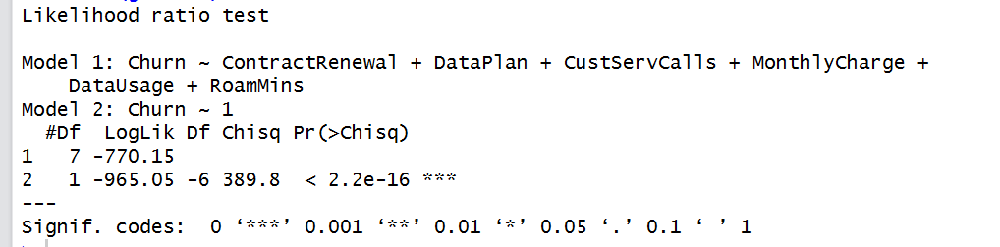 Likelihood ratio test
Model 1: Churn ~ ContractRenewal + DataPlan + CustServCalls + MonthlyCharge +
    DataUsage + RoamMins
Model 2: Churn ~ 1
  #Df  LogLik Df Chisq Pr(>Chisq)
1   7 -770.15
2   1 -965.05 -6 389.8  < 2.2e-16 ***
---
Signif. codes:  0 ‘***’ 0.001 ‘**’ 0.01 ‘*’ 0.05 ‘.’ 0.1 ‘ ’ 1